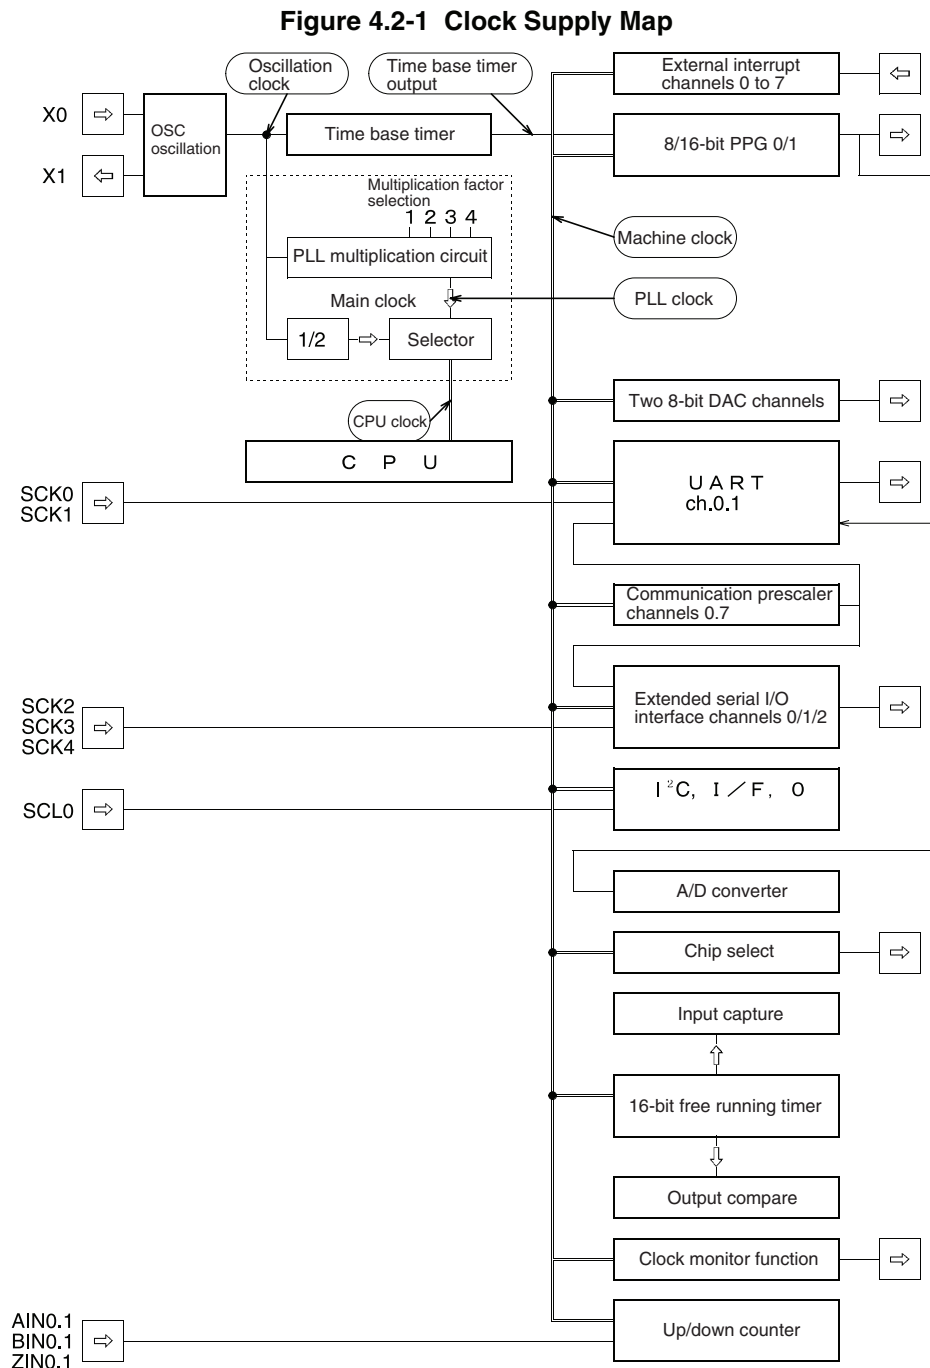 Figure 4.2-1 Clock Supply Map
Oscillation
clock
Time base timer
output
External interrupt
channels 0 to 7
X0
OSC
oscillation
Time base timer
8/16-bit PPG 0/1
X1
Multiplication factor
selection
1 2 3 4
Machine clock
PLL multiplication circuit
Main clock
PLL clock
1/2
Selector
Two 8-bit DAC channels
CPU clock
C P U
SCK0
SCK1
UART
ch.0.1
Communication prescaler
channels 0.7
SCK2
SCK3
SCK4
Extended serial I/O
interface channels 0/1/2
I²C, I／F, 0
SCL0
A/D converter
Chip select
Input capture
16-bit free running timer
Output compare
Clock monitor function
AIN0.1
BIN0.1
ZIN0.1
Up/down counter